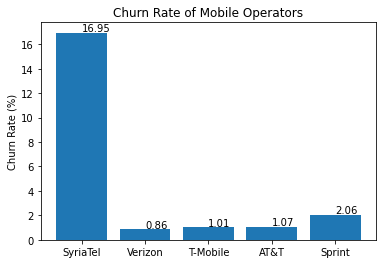 Churn Rate of Mobile Operators
Churn Rate (%)
16
14
12
10
8
6
4
2
0
16.95
0.86
1.01
1.07
2.06
SyriaTel
Verizon
T-Mobile
AT&T
Sprint